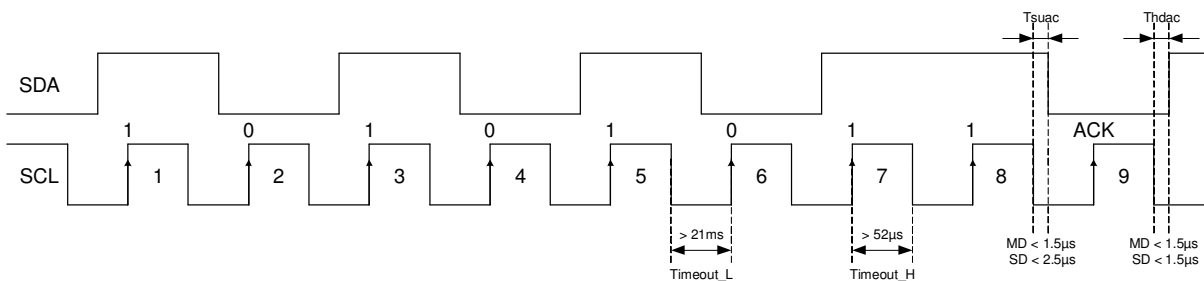 Tsuac Thdac
SDA
1 0 1 0 1 0 1 1 ACK
SCL 1 2 3 4 5 6 7 8 9
> 21ms > 52µs MD < 1.5µs MD < 1.5µs
SD < 2.5µs SD < 1.5µs
Timeout_L Timeout_H